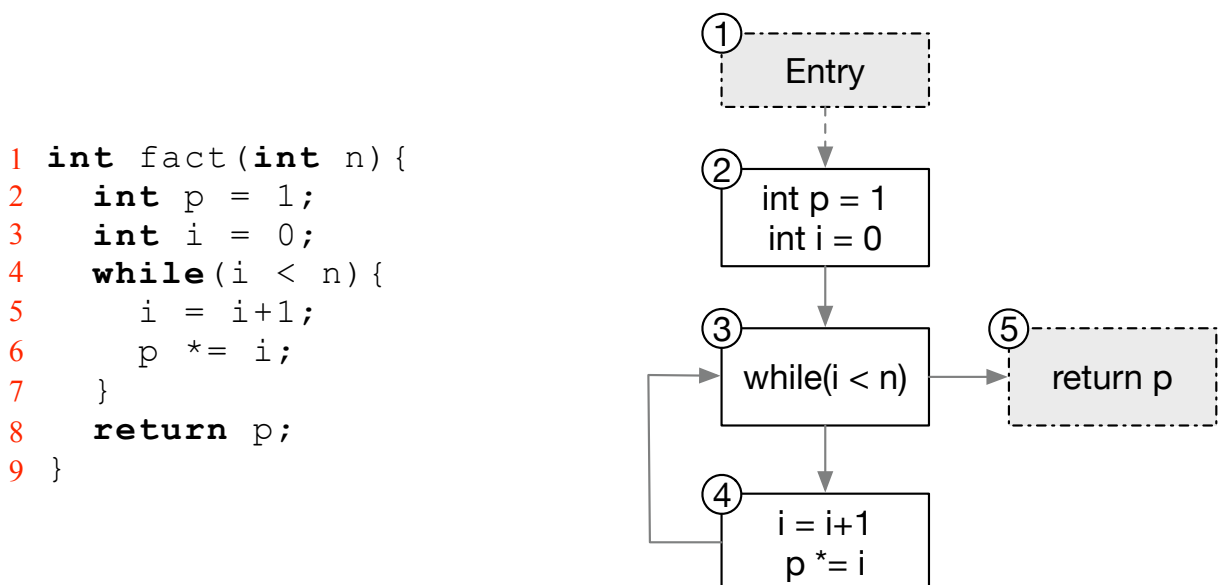 1 int fact(int n){
2 int p = 1;
3 int i = 0;
4 while(i < n){
5 i = i+1;
6 p *= i;
7 }
8 return p;
9 }
1
Entry
2
int p = 1
int i = 0
3
while(i < n)
5
return p
4
i = i+1
p *= i